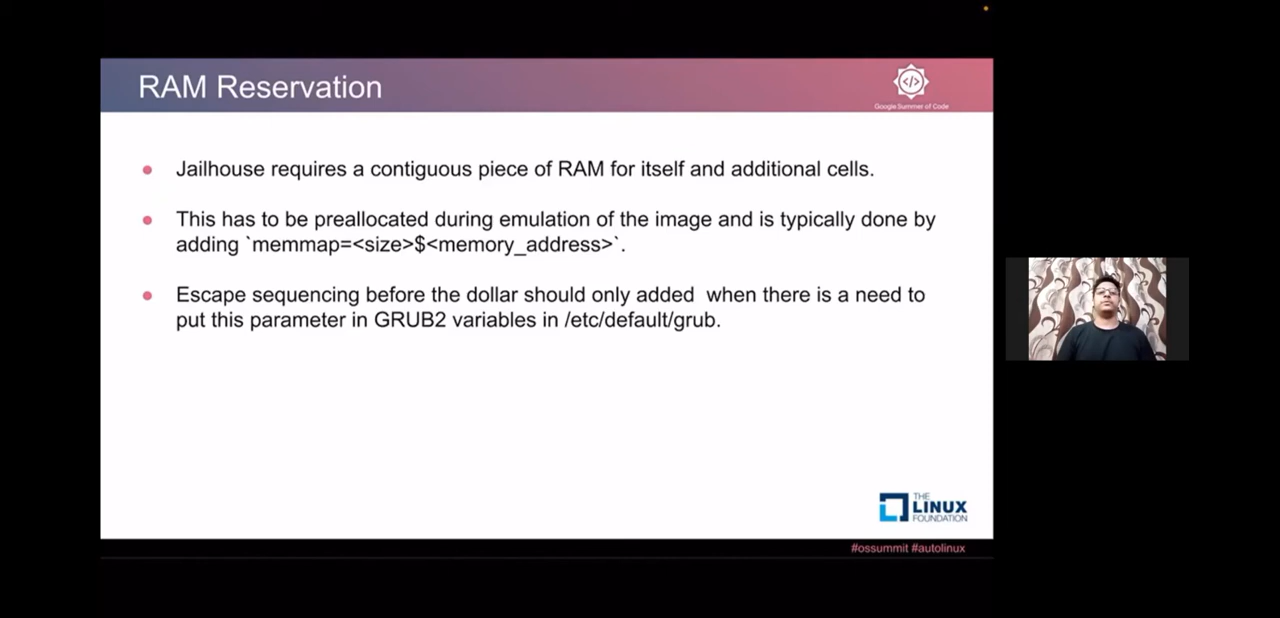 RAM Reservation
</>
Google Summer of Code
Jailhouse requires a contiguous piece of RAM for itself and additional cells.
This has to be preallocated during emulation of the image and is typically done by
adding `memmap=<size>$<memory_address>`.
Escape sequencing before the dollar should only added  when there is a need to
put this parameter in GRUB2 variables in /etc/default/grub.
THE
LINUX
FOUNDATION
#ossummit #autolinux